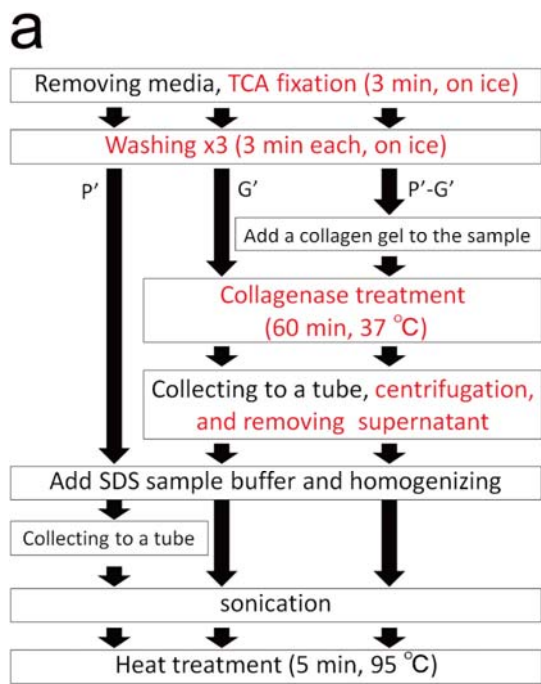 a
Removing media, TCA fixation (3 min, on ice)
Washing x3 (3 min each, on ice)
P’ G’ P’-G’
Add a collagen gel to the sample
Collagenase treatment
(60 min, 37 ℃)
Collecting to a tube, centrifugation,
and removing supernatant
Add SDS sample buffer and homogenizing
Collecting to a tube
sonication
Heat treatment (5 min, 95 ℃)